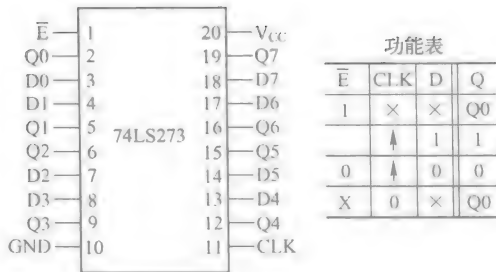 E̅ 1 20 V_CC
Q0 2 19 Q7
D0 3 18 D7
D1 4 17 D6
Q1 5 16 Q6
74LS273
Q2 6 15 Q5
D2 7 14 D5
D3 8 13 D4
Q3 9 12 Q4
GND 10 11 CLK
功能表
E̅ CLK D Q
1 × × Q0
↑ 1 1
0 ↑ 0 0
X 0 × Q0